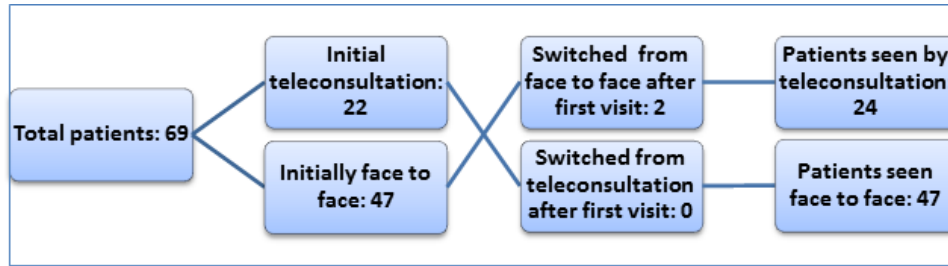 Total patients: 69
Initial
teleconsultation:
22
Initially face to
face: 47
Switched  from
face to face after
first visit: 2
Switched from
teleconsultation
after first visit: 0
Patients seen by
teleconsultation
24
Patients seen
face to face: 47